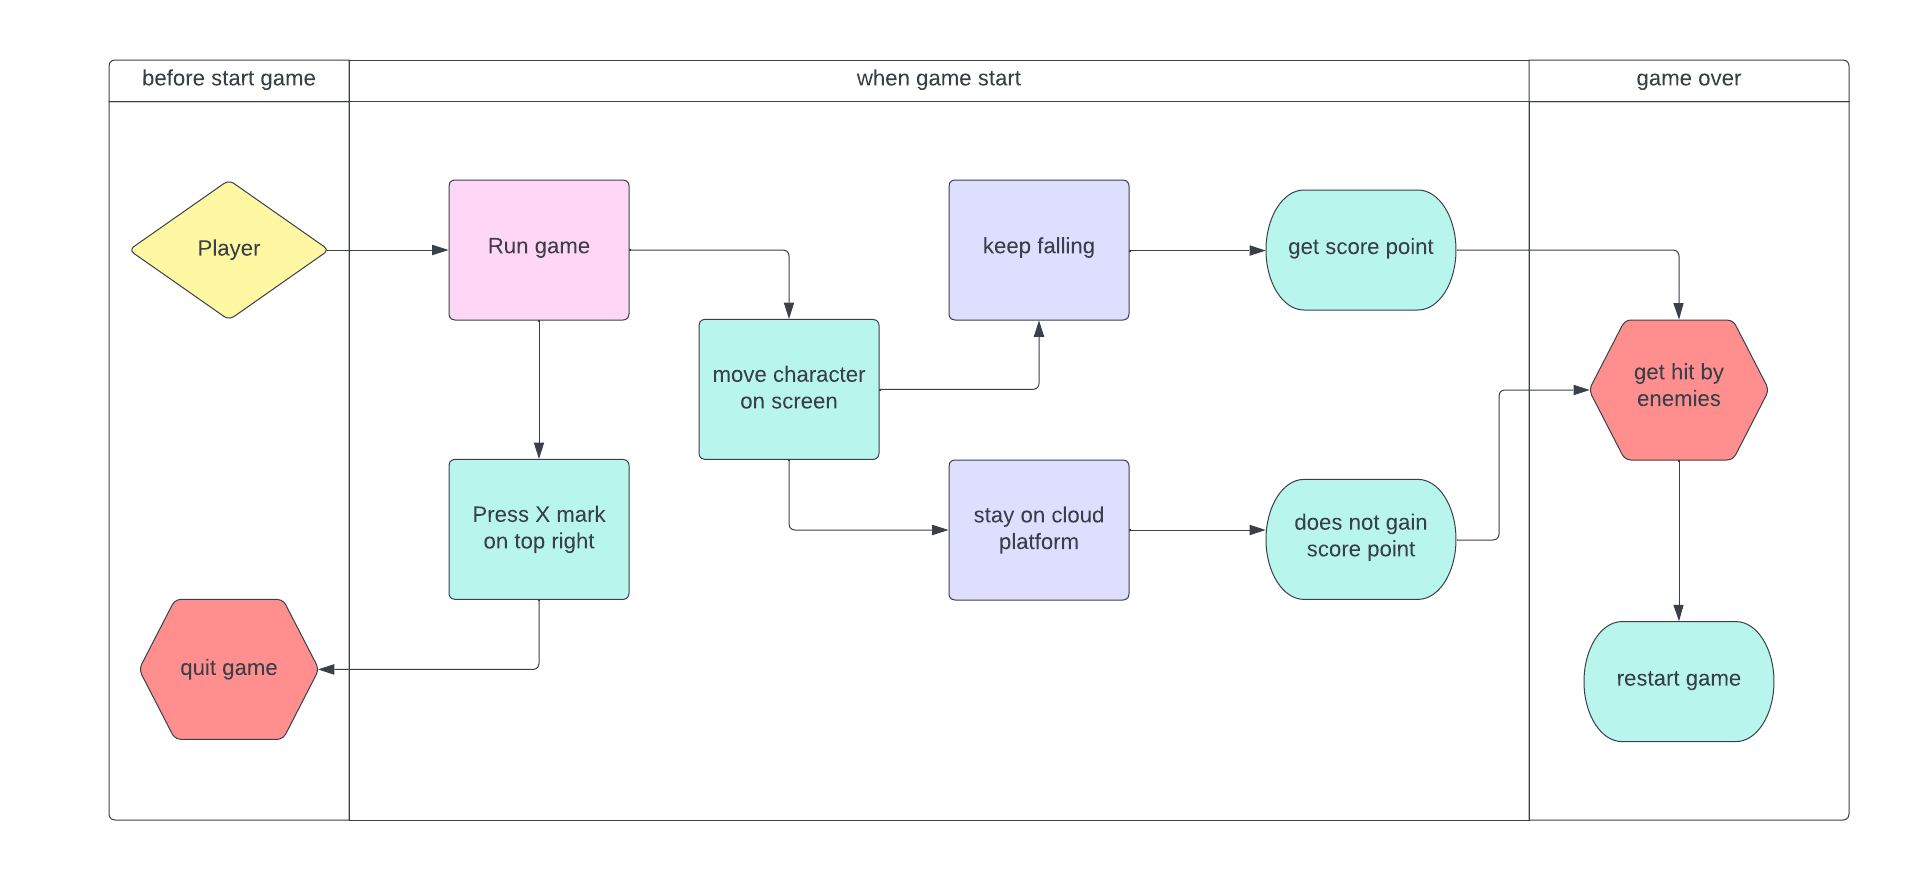 before start game
when game start
game over
Player
Run game
keep falling
get score point
move character
on screen
get hit by
enemies
Press X mark
on top right
stay on cloud
platform
does not gain
score point
quit game
restart game